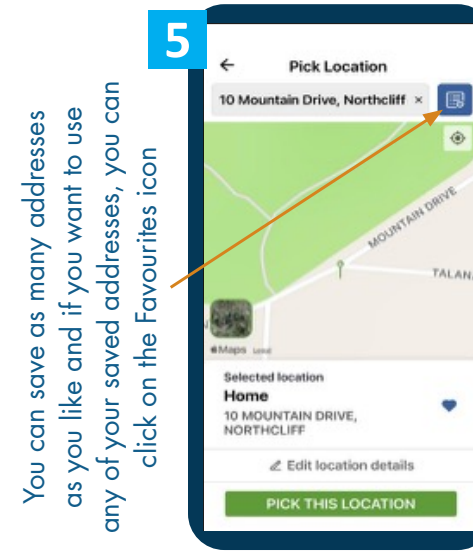 5
You can save as many addresses
as you like and if you want to use
any of your saved addresses, you can
click on the Favourites icon
Pick Location
10 Mountain Drive, Northcliff ×
MOUNTAIN DRIVE
TALAN
Maps Legal
Selected location
Home
10 MOUNTAIN DRIVE,
NORTHCLIFF
Edit location details
PICK THIS LOCATION